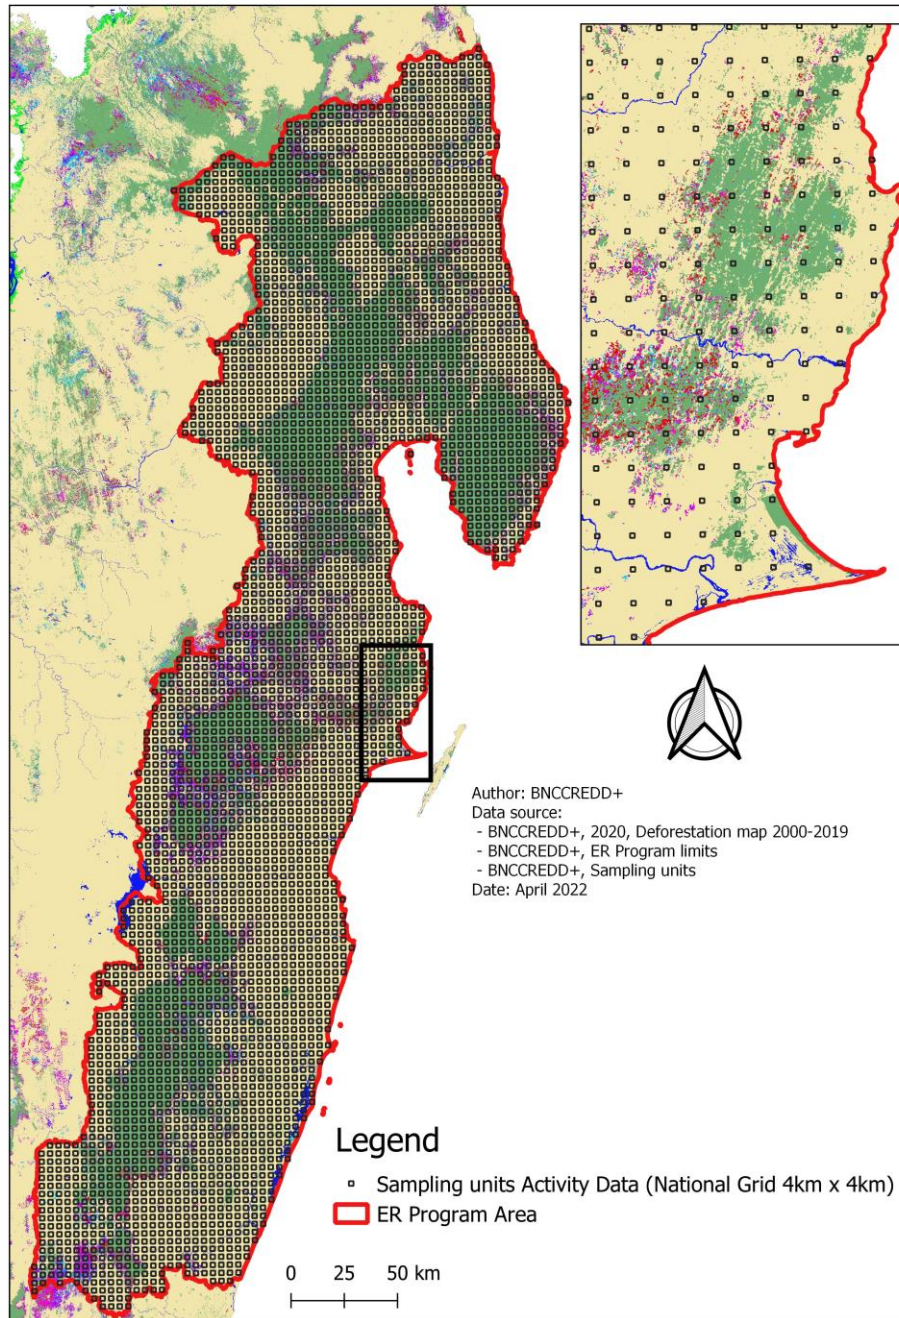 Author: BNCCREDD+
Data source:
- BNCCREDD+, 2020, Deforestation map 2000-2019
- BNCCREDD+, ER Program limits
- BNCCREDD+, Sampling units
Date: April 2022
Legend
Sampling units Activity Data (National Grid 4km x 4km)
ER Program Area
0 25 50 km